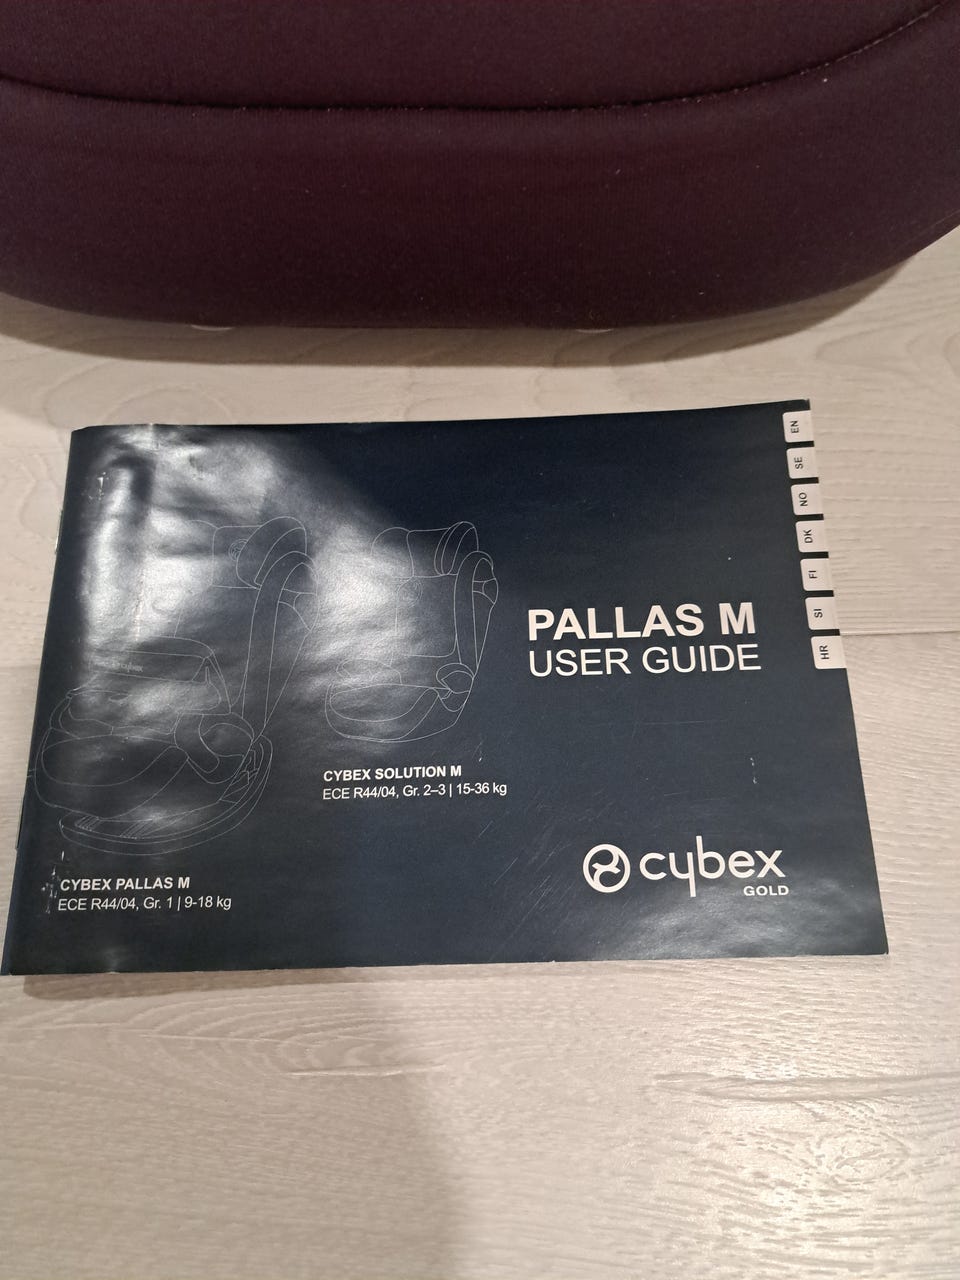 EN
SE
NO
DK
FI
SI
HR
PALLAS M
USER GUIDE
cybex
CYBEX SOLUTION M
ECE R44/04, Gr. 2–3 | 15-36 kg
cybex
GOLD
CYBEX PALLAS M
ECE R44/04, Gr. 1 | 9-18 kg